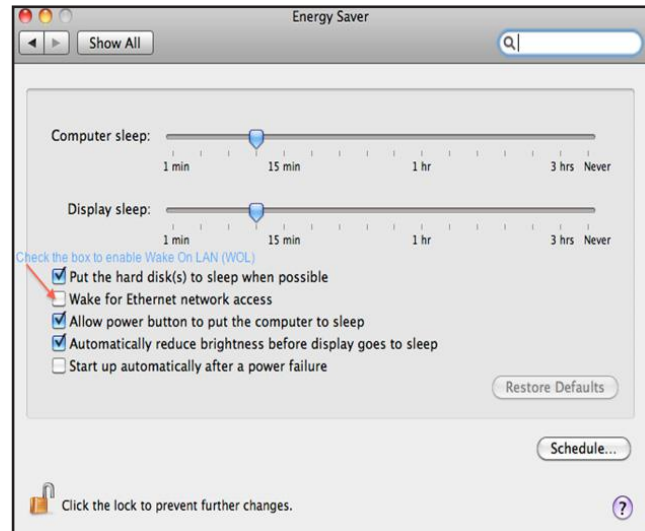 Energy Saver
Show All
Computer sleep:
1 min 15 min 1 hr 3 hrs Never
Display sleep:
1 min 15 min 1 hr 3 hrs Never
Check the box to enable Wake On LAN (WOL)
Put the hard disk(s) to sleep when possible
Wake for Ethernet network access
Allow power button to put the computer to sleep
Automatically reduce brightness before display goes to sleep
Start up automatically after a power failure
Restore Defaults
Schedule...
Click the lock to prevent further changes.
?